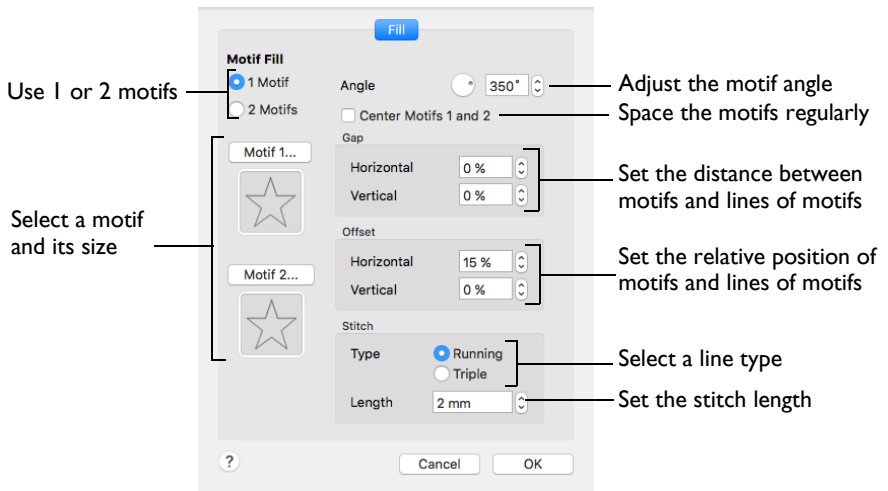 Fill
Motif Fill
1 Motif
2 Motifs
Use 1 or 2 motifs
Motif 1...
Select a motif
and its size
Motif 2...
Angle
350°
Adjust the motif angle
Center Motifs 1 and 2
Space the motifs regularly
Gap
Horizontal
0 %
Vertical
0 %
Set the distance between
motifs and lines of motifs
Offset
Horizontal
15 %
Vertical
0 %
Set the relative position of
motifs and lines of motifs
Stitch
Type
Running
Triple
Select a line type
Length
2 mm
Set the stitch length
?
Cancel
OK